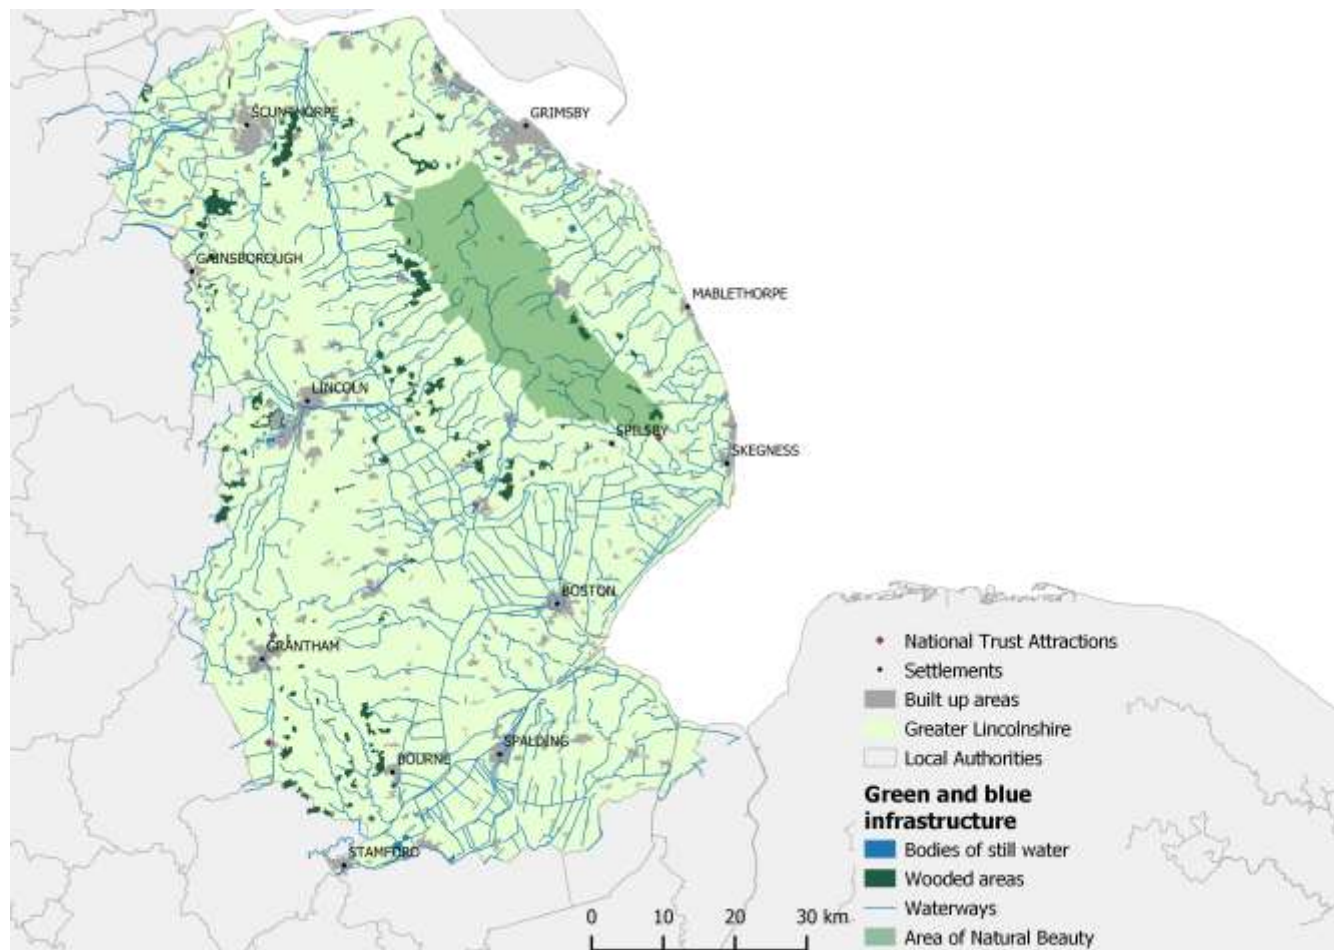 SCUNTHORPE
GRIMSBY
GAINSBOROUGH
MABLETHORPE
LINCOLN
SPILSBY
SKEGNESS
BOSTON
GRANTHAM
SPALDING
BOURNE
STAMFORD
National Trust Attractions
Settlements
Built up areas
Greater Lincolnshire
Local Authorities
Green and blue
infrastructure
Bodies of still water
Wooded areas
Waterways
Area of Natural Beauty
0 10 20 30 km